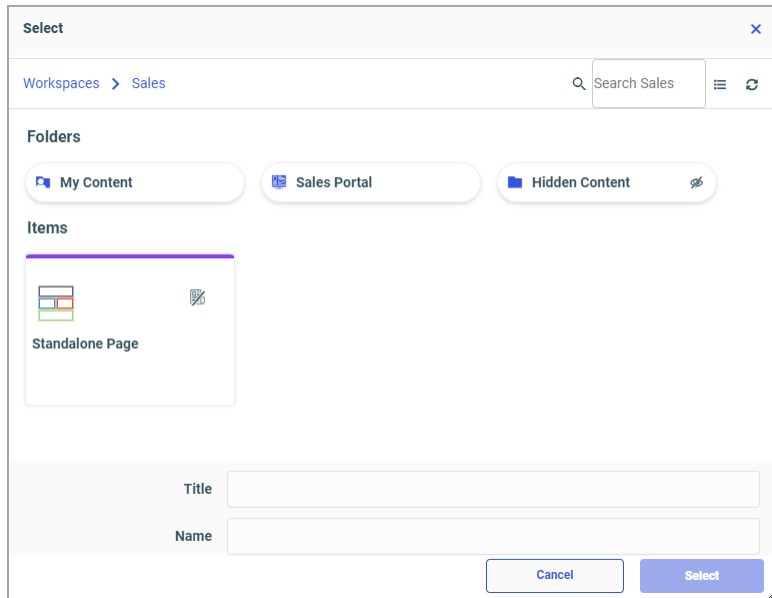 Select
Workspaces Sales Search Sales
Folders
My Content Sales Portal Hidden Content
Items
Standalone Page
Title
Name
Cancel Select